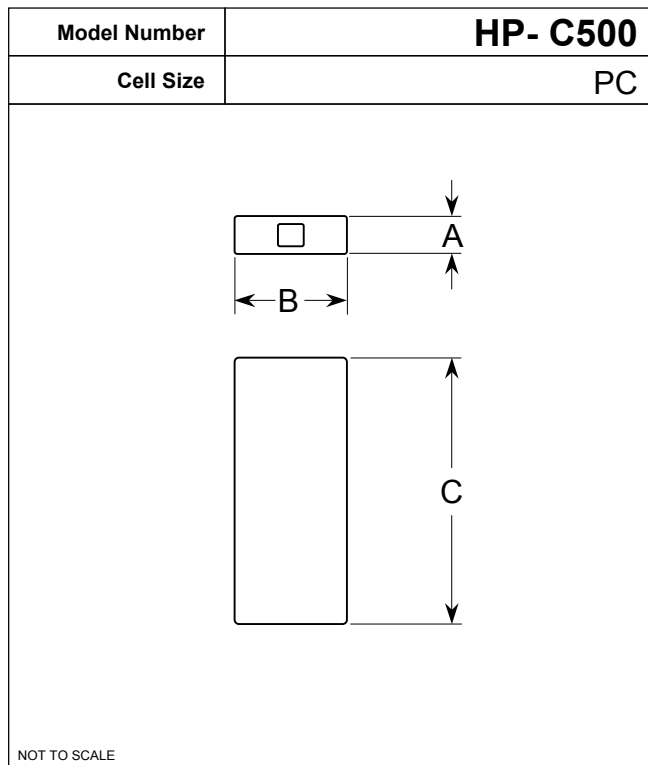 Model Number HP- C500
Cell Size PC
A
B
C
NOT TO SCALE